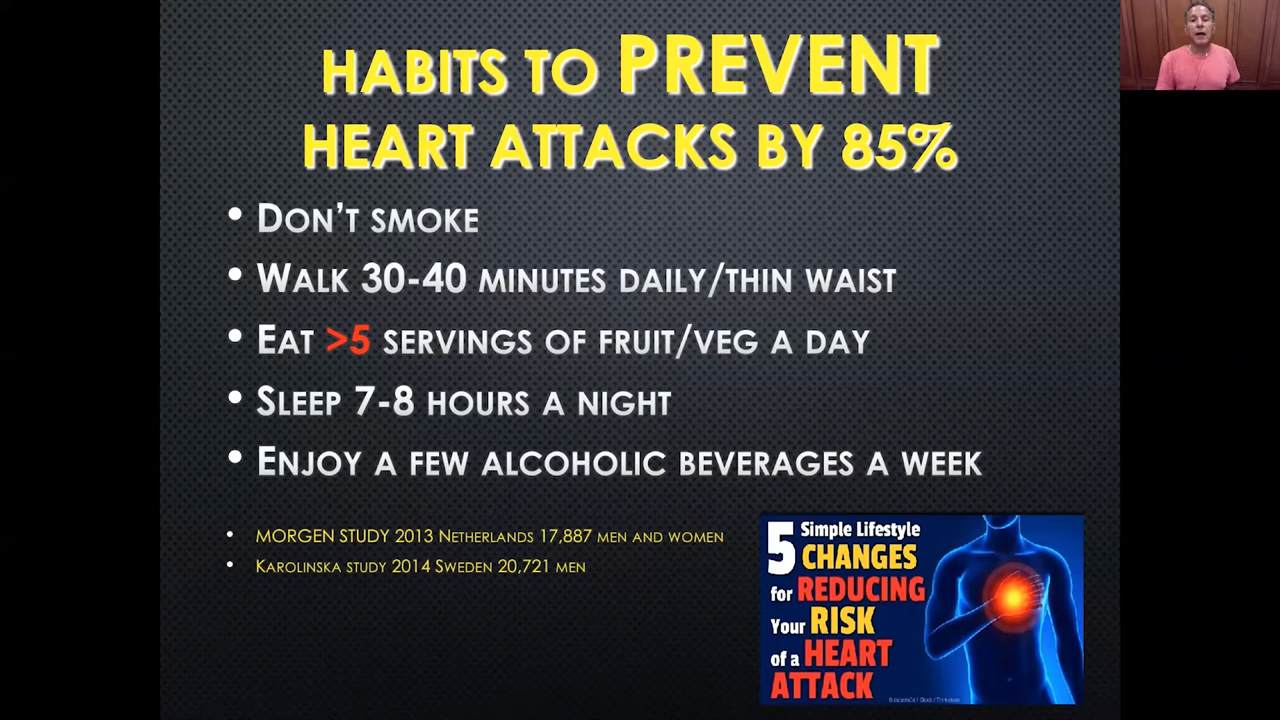 HABITS TO PREVENT
HEART ATTACKS BY 85%
• DON'T SMOKE
• WALK 30-40 MINUTES DAILY/THIN WAIST
• EAT >5 SERVINGS OF FRUIT/VEG A DAY
• SLEEP 7-8 HOURS A NIGHT
• ENJOY A FEW ALCOHOLIC BEVERAGES A WEEK
• MORGEN STUDY 2013 NETHERLANDS 17,887 MEN AND WOMEN
• KAROLINSKA STUDY 2014 SWEDEN 20,721 MEN
5 Simple Lifestyle
CHANGES
for REDUCING
Your RISK
of a HEART
ATTACK